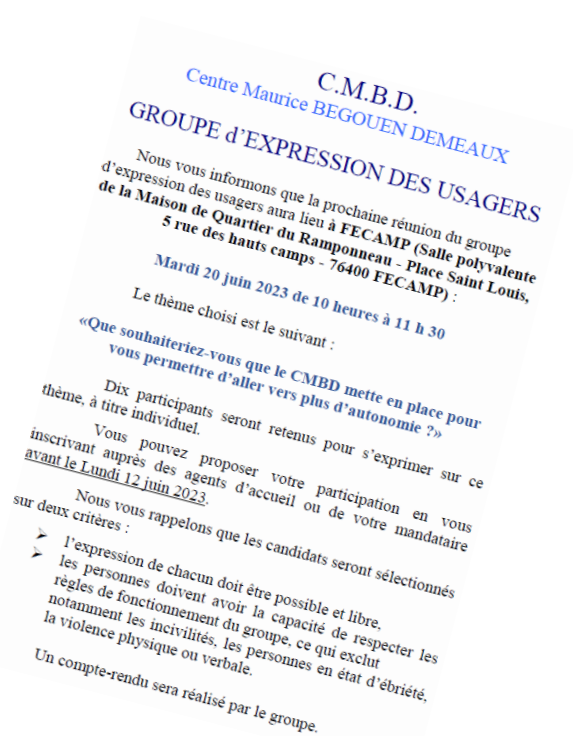 C.M.B.D.
Centre Maurice BEGOUEN DEMEAUX
GROUPE d'EXPRESSION DES USAGERS
Nous vous informons que la prochaine réunion du groupe
d'expression des usagers aura lieu à FECAMP (Salle polyvalente
de la Maison de Quartier du Ramponneau - Place Saint Louis,
5 rue des hauts camps - 76400 FECAMP) :
Mardi 20 juin 2023 de 10 heures à 11 h 30
Le thème choisi est le suivant :
«Que souhaiteriez-vous que le CMBD mette en place pour
vous permettre d'aller vers plus d'autonomie ?»
Dix participants seront retenus pour s'exprimer sur ce
thème, à titre individuel.
Vous pouvez proposer votre participation en vous
inscrivant auprès des agents d'accueil ou de votre mandataire
avant le Lundi 12 juin 2023.
Nous vous rappelons que les candidats seront sélectionnés
sur deux critères :
➢ l'expression de chacun doit être possible et libre,
➢ les personnes doivent avoir la capacité de respecter les
règles de fonctionnement du groupe, ce qui exclut
notamment les incivilités, les personnes en état d'ébriété,
la violence physique ou verbale.
Un compte-rendu sera réalisé par le groupe.